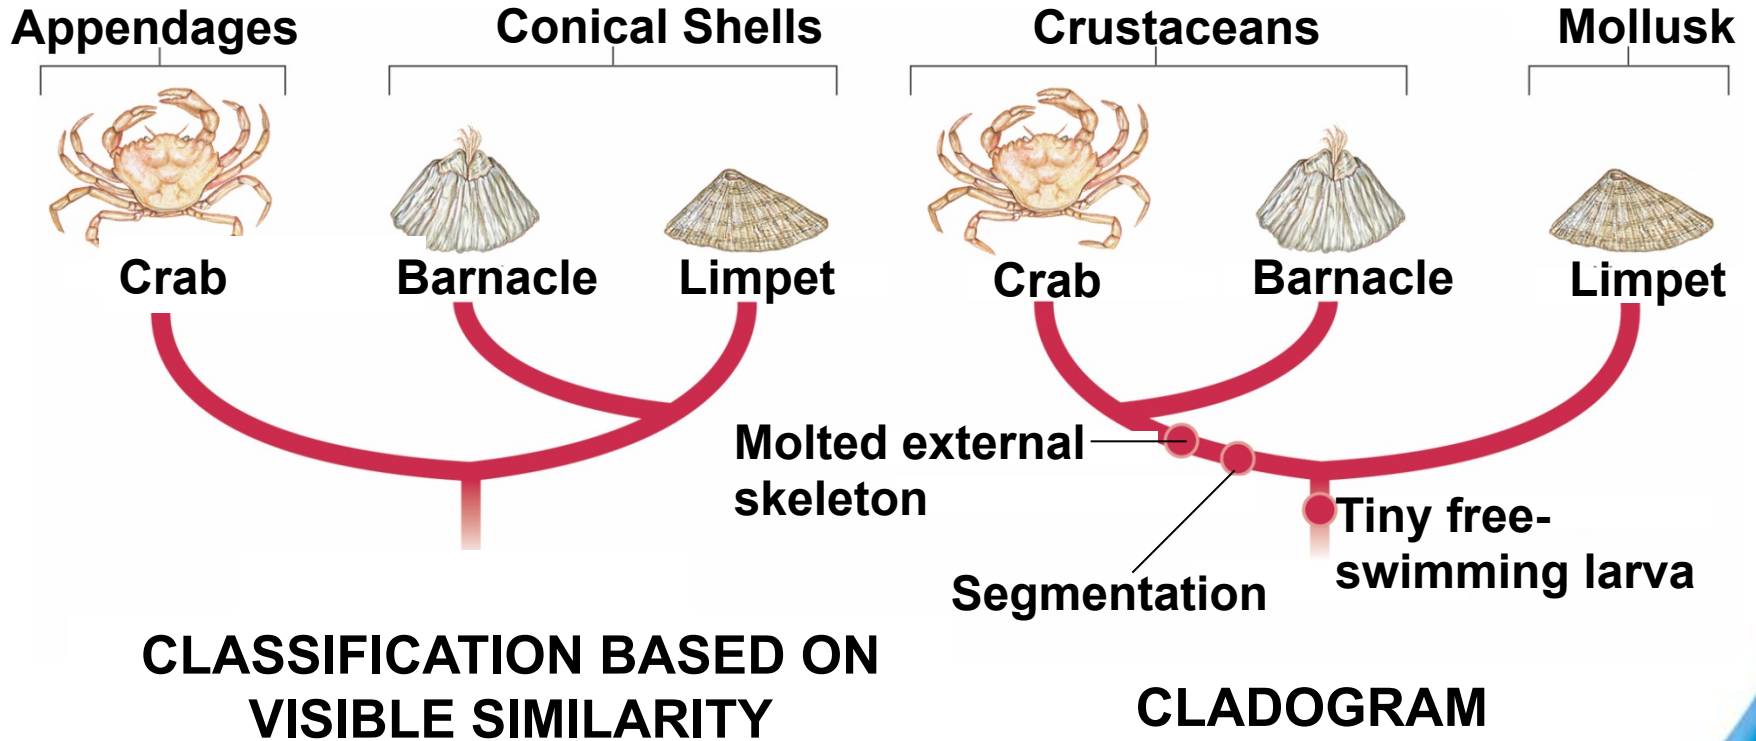 Appendages
Conical Shells
Crustaceans
Mollusk
Crab
Barnacle
Limpet
Crab
Barnacle
Limpet
Molted external
skeleton
Segmentation
Tiny free-
swimming larva
CLASSIFICATION BASED ON
VISIBLE SIMILARITY
CLADOGRAM